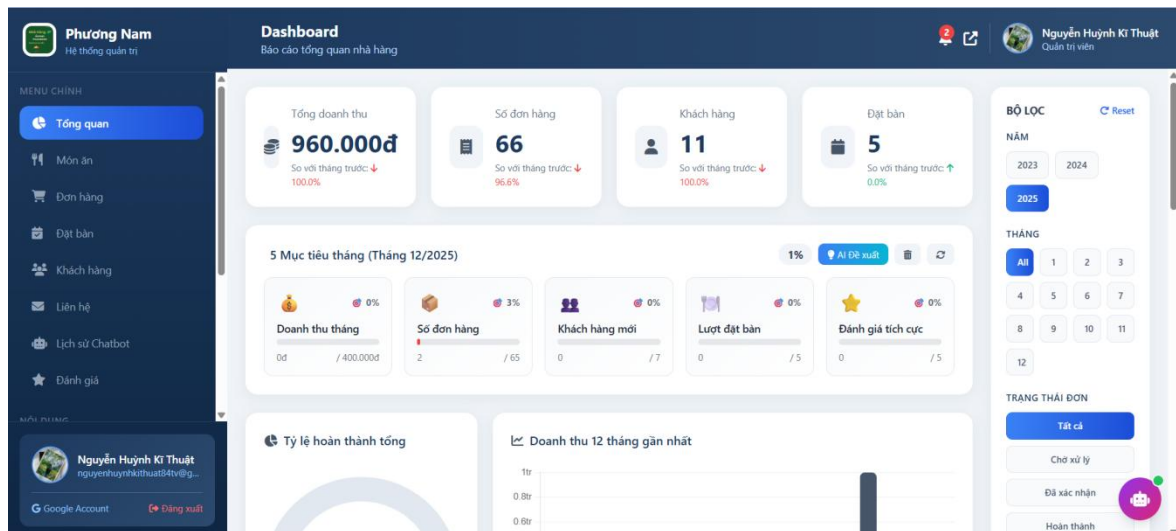 Phương Nam
Hệ thống quản trị
MENU CHÍNH
Tổng quan
Món ăn
Đơn hàng
Đặt bàn
Khách hàng
Liên hệ
Lịch sử Chatbot
Đánh giá
NỘI DUNG
Nguyễn Huỳnh Kĩ Thuật
nguyenhuynhkithuat84tv@g...
Google Account
Đăng xuất
Dashboard
Báo cáo tổng quan nhà hàng
2
Nguyễn Huỳnh Kĩ Thuật
Quản trị viên
Tổng doanh thu
960.000đ
So với tháng trước:
100.0%
Số đơn hàng
66
So với tháng trước:
96.6%
Khách hàng
11
So với tháng trước:
100.0%
Đặt bàn
5
So với tháng trước:
0.0%
5 Mục tiêu tháng (Tháng 12/2025)
1%
AI Đề xuất
0%
Doanh thu tháng
0đ / 400.000đ
3%
Số đơn hàng
2 / 65
0%
Khách hàng mới
0 / 7
0%
Lượt đặt bàn
0 / 5
0%
Đánh giá tích cực
0 / 5
Tỷ lệ hoàn thành tổng
Doanh thu 12 tháng gần nhất
1tr
0.8tr
0.6tr
BỘ LỌC
Reset
NĂM
2023 2024
2025
THÁNG
All 1 2 3
4 5 6 7
8 9 10 11
12
TRẠNG THÁI ĐƠN
Tất cả
Chờ xử lý
Đã xác nhận
Hoàn thành